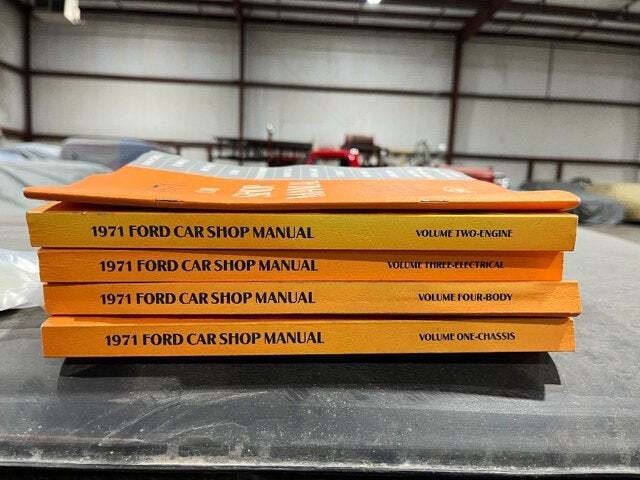 1971 FORD CAR SHOP MANUAL VOLUME TWO-ENGINE
1971 FORD CAR SHOP MANUAL VOLUME THREE-ELECTRICAL
1971 FORD CAR SHOP MANUAL VOLUME FOUR-BODY
1971 FORD CAR SHOP MANUAL VOLUME ONE-CHASSIS